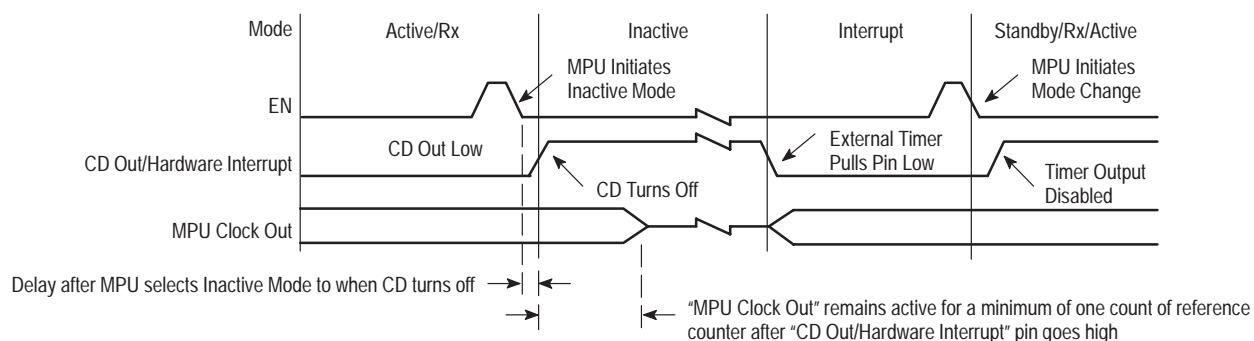 Mode
Active/Rx
Inactive
Interrupt
Standby/Rx/Active
EN
MPU Initiates
Inactive Mode
MPU Initiates
Mode Change
CD Out/Hardware Interrupt
CD Out Low
CD Turns Off
External Timer
Pulls Pin Low
Timer Output
Disabled
MPU Clock Out
Delay after MPU selects Inactive Mode to when CD turns off
“MPU Clock Out” remains active for a minimum of one count of reference
counter after “CD Out/Hardware Interrupt” pin goes high